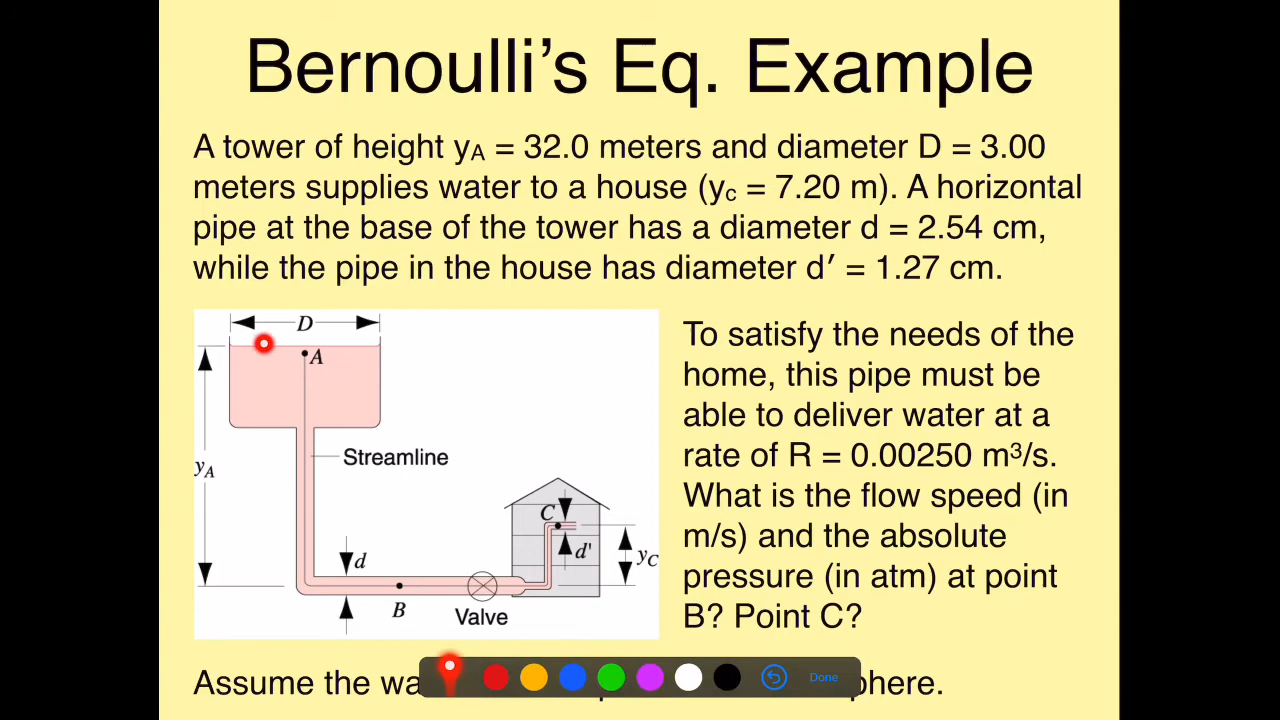 Bernoulli’s Eq. Example
A tower of height yA = 32.0 meters and diameter D = 3.00
meters supplies water to a house (yc = 7.20 m). A horizontal
pipe at the base of the tower has a diameter d = 2.54 cm,
while the pipe in the house has diameter d′ = 1.27 cm.
D
A
yA
Streamline
C
d'
yC
d
B
Valve
To satisfy the needs of the
home, this pipe must be
able to deliver water at a
rate of R = 0.00250 m³/s.
What is the flow speed (in
m/s) and the absolute
pressure (in atm) at point
B? Point C?
Assume the
Done